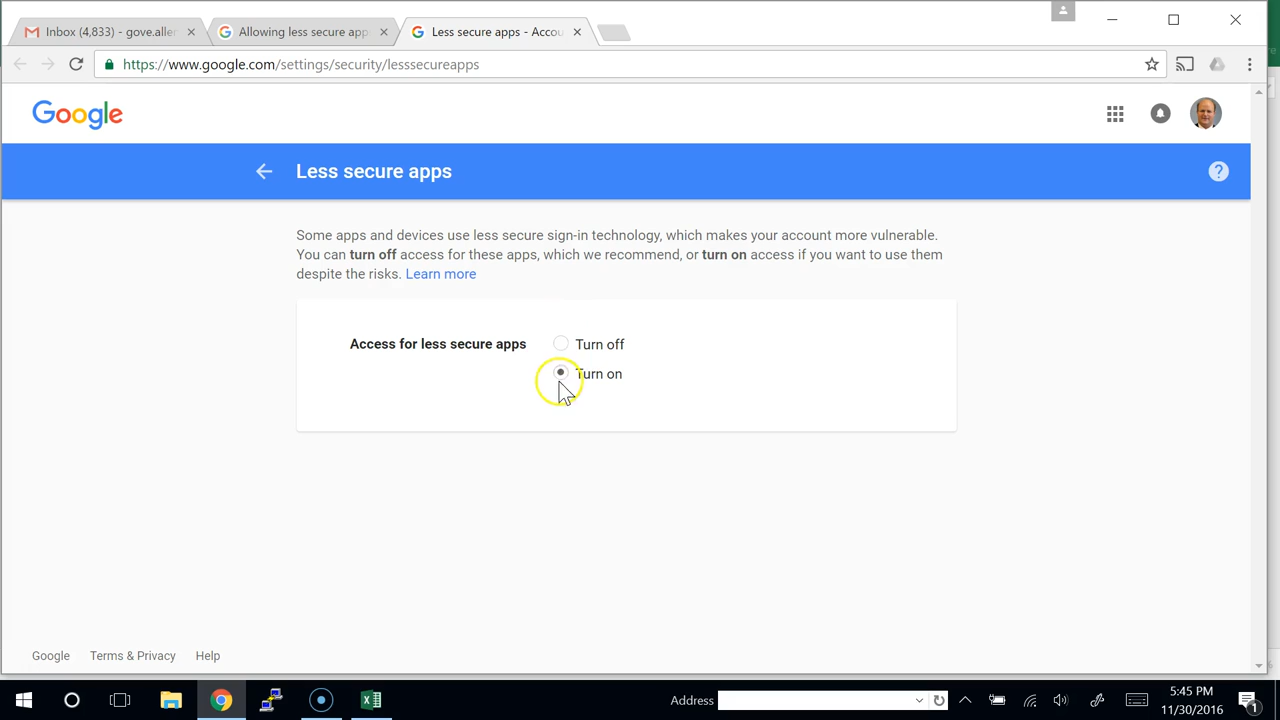 Inbox (4,833) - gove.aller
Allowing less secure app
Less secure apps - Accou
https://www.google.com/settings/security/lesssecureapps
Google
Less secure apps
?
Some apps and devices use less secure sign-in technology, which makes your account more vulnerable.
You can turn off access for these apps, which we recommend, or turn on access if you want to use them
despite the risks. Learn more
Access for less secure apps
Turn off
Turn on
Google Terms & Privacy Help
Address
5:45 PM
11/30/2016
1